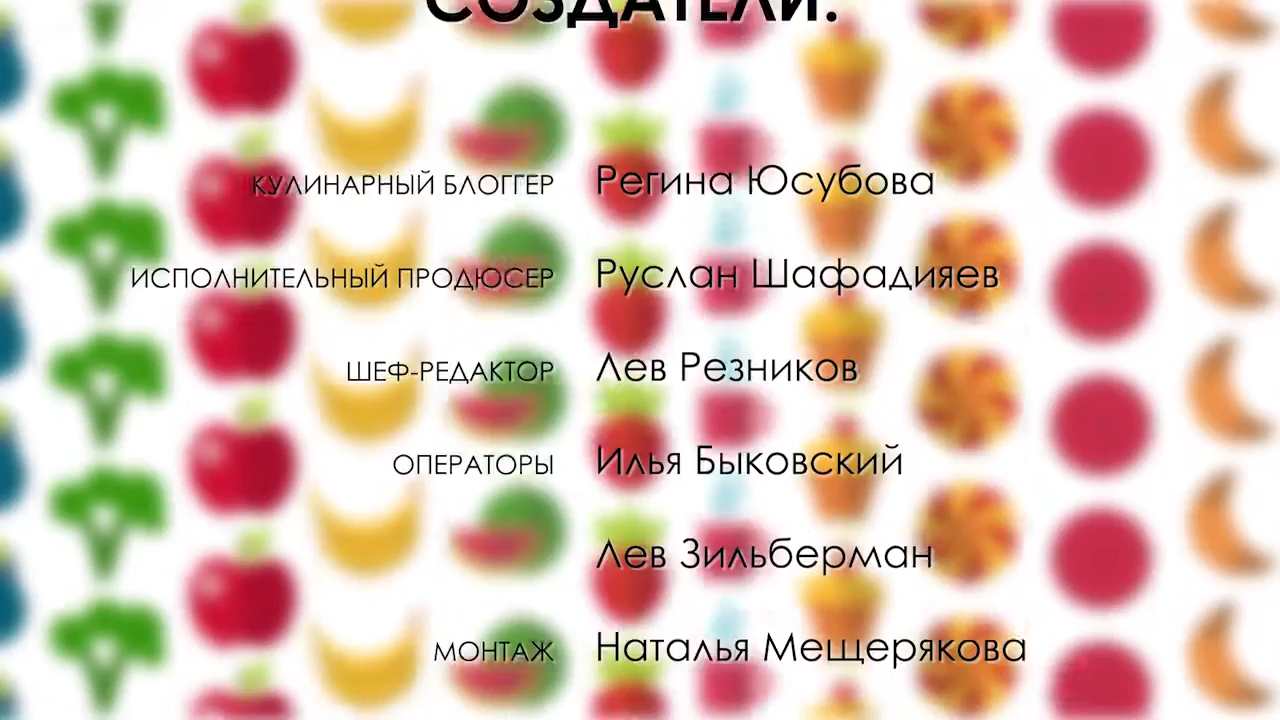 СОЗДАТЕЛИ:
КУЛИНАРНЫЙ БЛОГГЕР Регина Юсубова
ИСПОЛНИТЕЛЬНЫЙ ПРОДЮСЕР Руслан Шафадияев
ШЕФ-РЕДАКТОР Лев Резников
ОПЕРАТОРЫ Илья Быковский
Лев Зильберман
МОНТАЖ Наталья Мещерякова